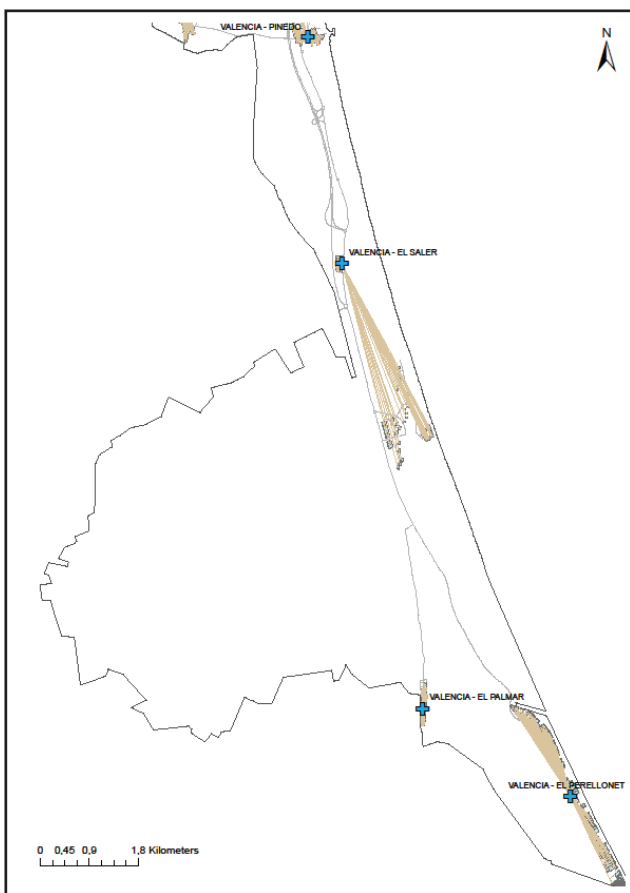 VALENCIA - PINEDO
N
VALENCIA - EL SALER
VALENCIA - EL PALMAR
VALENCIA - EL PERELLONET
0 0,45 0,9 1,8 Kilometers